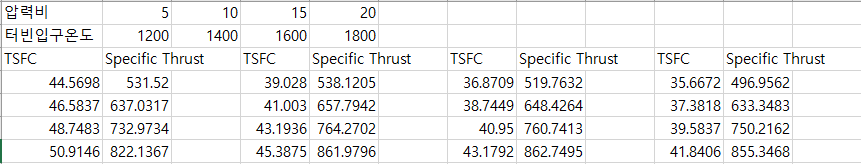 압력비 5 10 15 20
터빈입구온도 1200 1400 1600 1800
TSFC Specific Thrust TSFC Specific Thrust TSFC Specific Thrust TSFC Specific Thrust
44.5698 531.52 39.028 538.1205 36.8709 519.7632 35.6672 496.9562
46.5837 637.0317 41.003 657.7942 38.7449 648.4264 37.3818 633.3483
48.7483 732.9734 43.1936 764.2702 40.95 760.7413 39.5837 750.2162
50.9146 822.1367 45.3875 861.9796 43.1792 862.7495 41.8406 855.3468